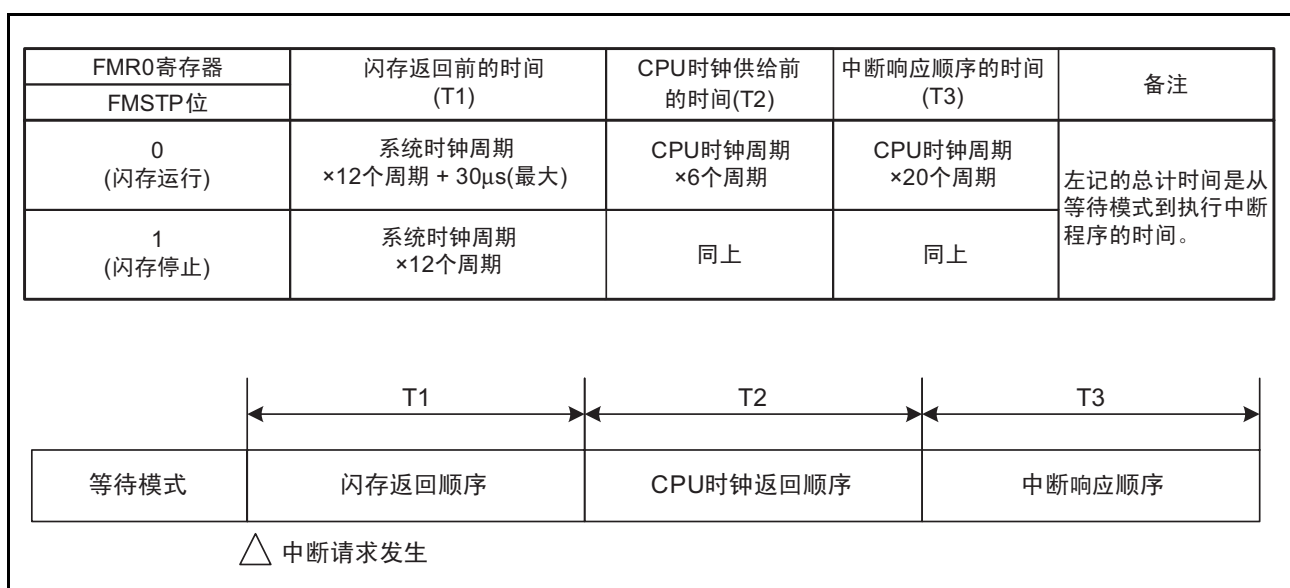 FMR0寄存器
FMSTP位
闪存返回前的时间
(T1)
CPU时钟供给前
的时间(T2)
中断响应顺序的时间
(T3)
备注
0
(闪存运行)
系统时钟周期
×12个周期 + 30μs(最大)
CPU时钟周期
×6个周期
CPU时钟周期
×20个周期
左记的总计时间是从
等待模式到执行中断
程序的时间。
1
(闪存停止)
系统时钟周期
×12个周期
同上
同上
T1
T2
T3
等待模式
闪存返回顺序
CPU时钟返回顺序
中断响应顺序
中断请求发生